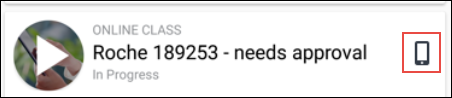 ONLINE CLASS
Roche 189253 - needs approval
In Progress